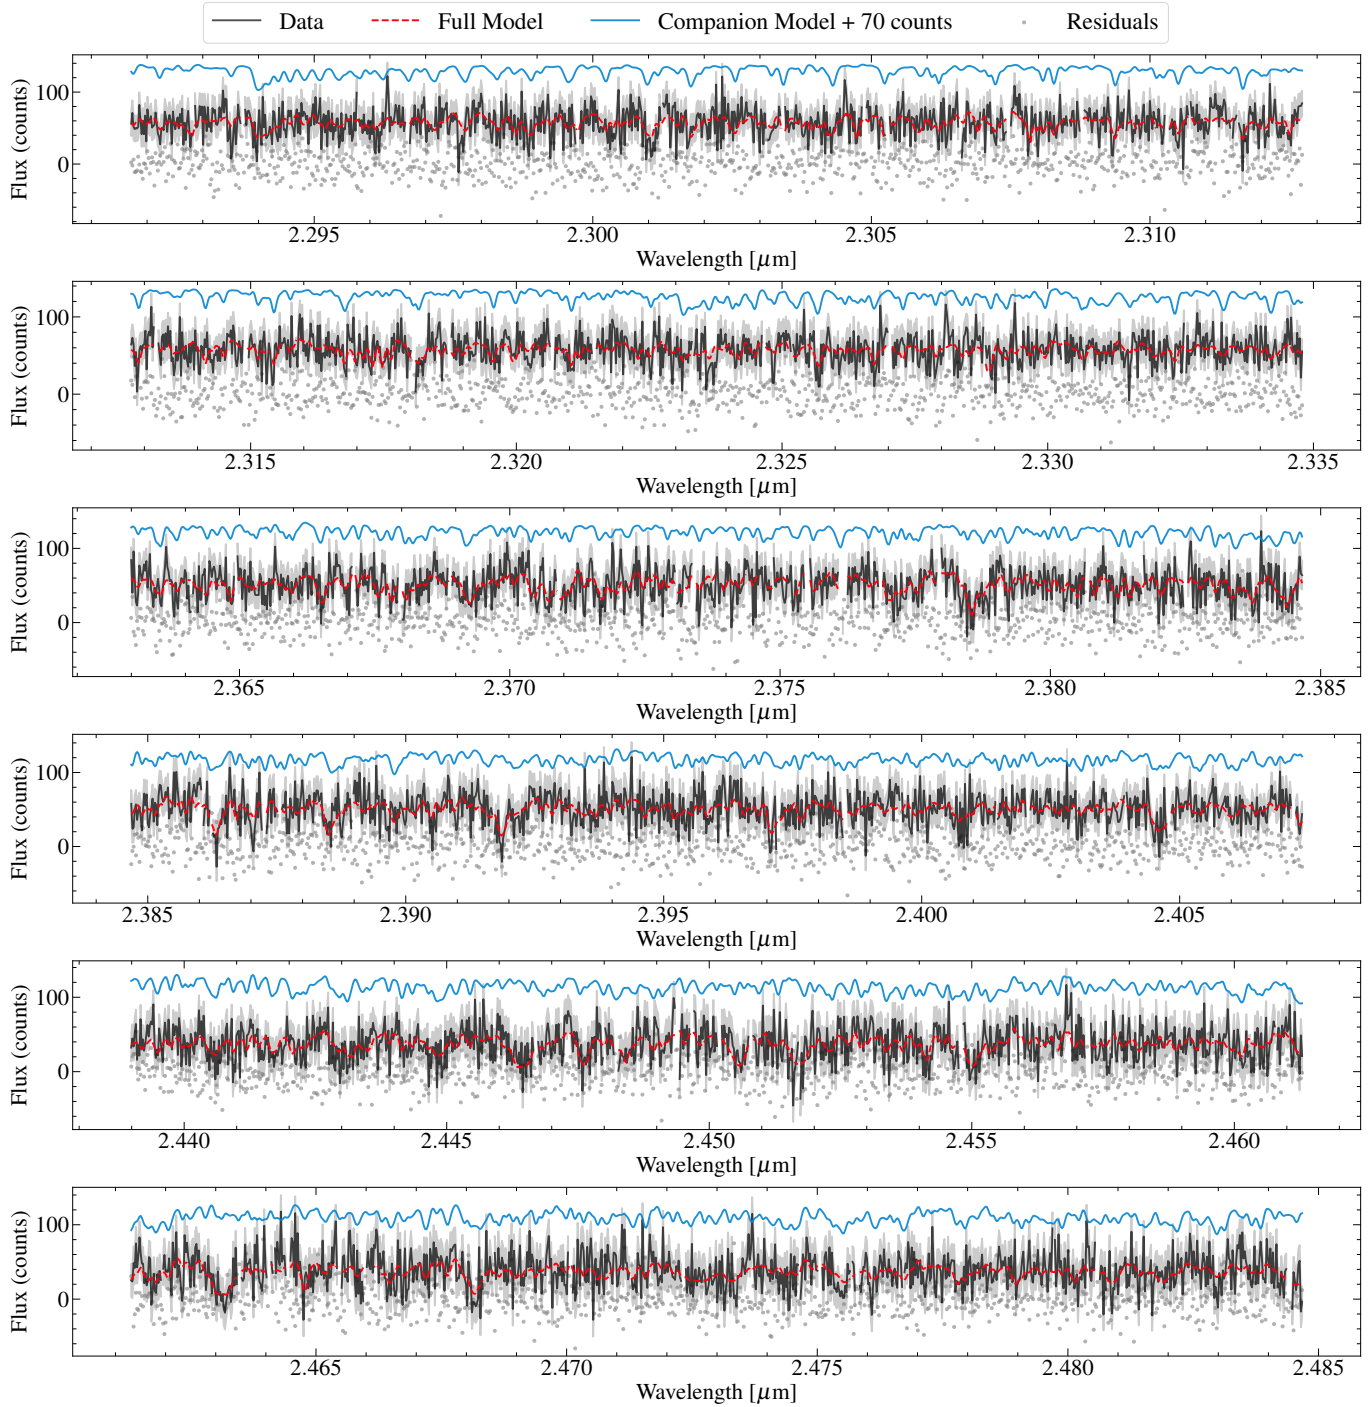 Data Full Model Companion Model + 70 counts Residuals
Flux (counts)
100
0
2.295 2.300 2.305 2.310
Wavelength [μm]
Flux (counts)
100
0
2.315 2.320 2.325 2.330 2.335
Wavelength [μm]
Flux (counts)
100
0
2.365 2.370 2.375 2.380 2.385
Wavelength [μm]
Flux (counts)
100
0
2.385 2.390 2.395 2.400 2.405
Wavelength [μm]
Flux (counts)
100
0
2.440 2.445 2.450 2.455 2.460
Wavelength [μm]
Flux (counts)
100
0
2.465 2.470 2.475 2.480 2.485
Wavelength [μm]